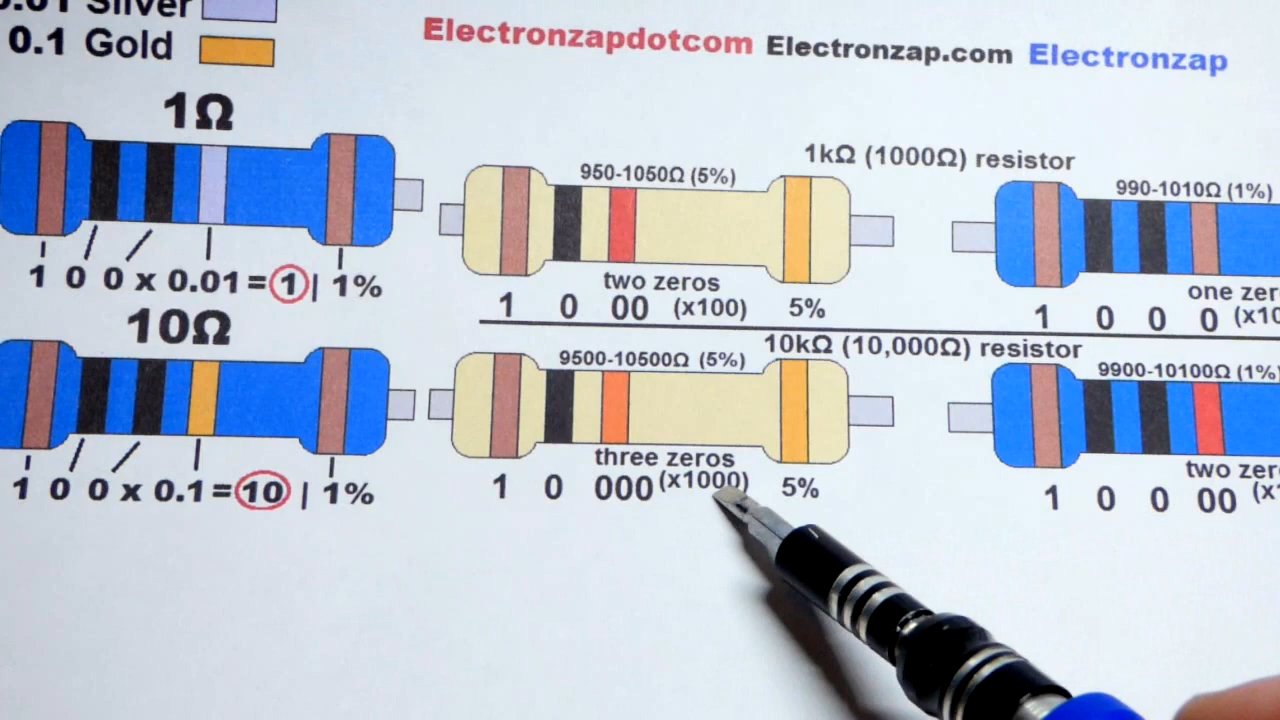 0.01 Silver
0.1 Gold
Electronzapdotcom Electronzap.com Electronzap
1Ω
1 0 0 x 0.01=1 | 1%
10Ω
1 0 0 x 0.1=10 | 1%
1kΩ (1000Ω) resistor
950-1050Ω (5%)
two zeros
1 0 00 (x100) 5%
990-1010Ω (1%)
one
1 0 0 0
10kΩ (10,000Ω) resistor
9500-10500Ω (5%)
three zeros
1 0 000 (x1000) 5%
9900-10100Ω (1%)
two
1 0 0 00